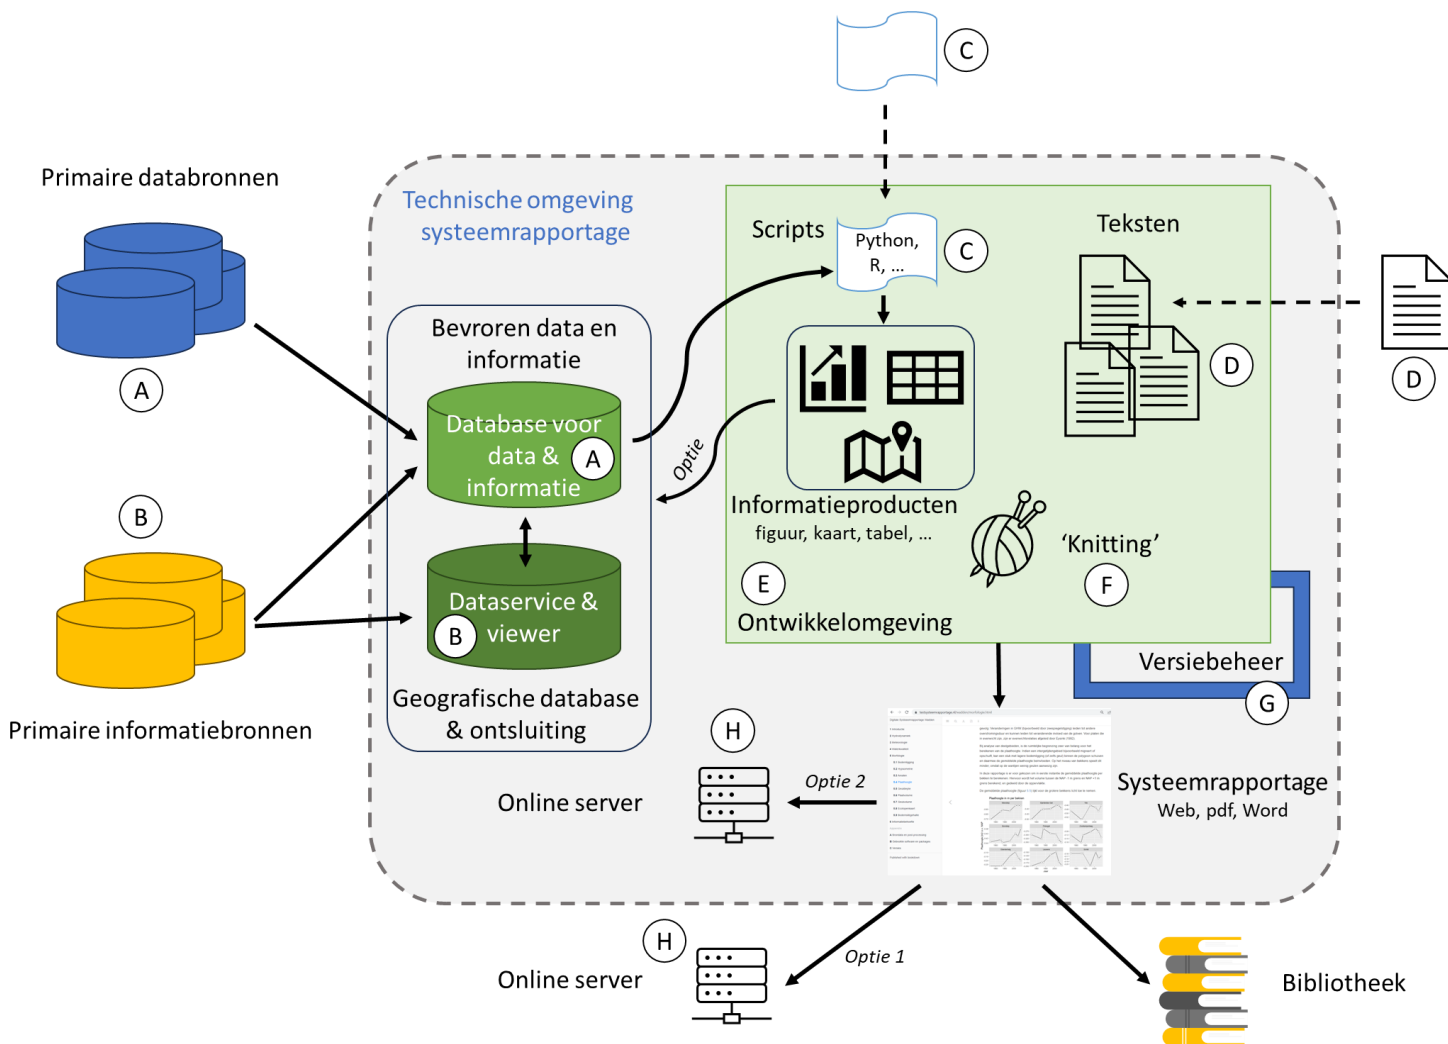 C
Primaire databronnen
A
Technische omgeving
systeemrapportage
Scripts
Python,
R, ...
C
Teksten
D
D
Bevroren data en
informatie
Database voor
data &
informatie
A
Optie
Informatieproducten
figuur, kaart, tabel, ...
'Knitting'
F
E
Ontwikkelomgeving
B
Primaire informatiebronnen
Dataservice &
viewer
B
Geografische database
& ontsluiting
Versiebeheer
G
H
Online server
Optie 2
Systeemrapportage
Web, pdf, Word
H
Online server
Optie 1
Bibliotheek